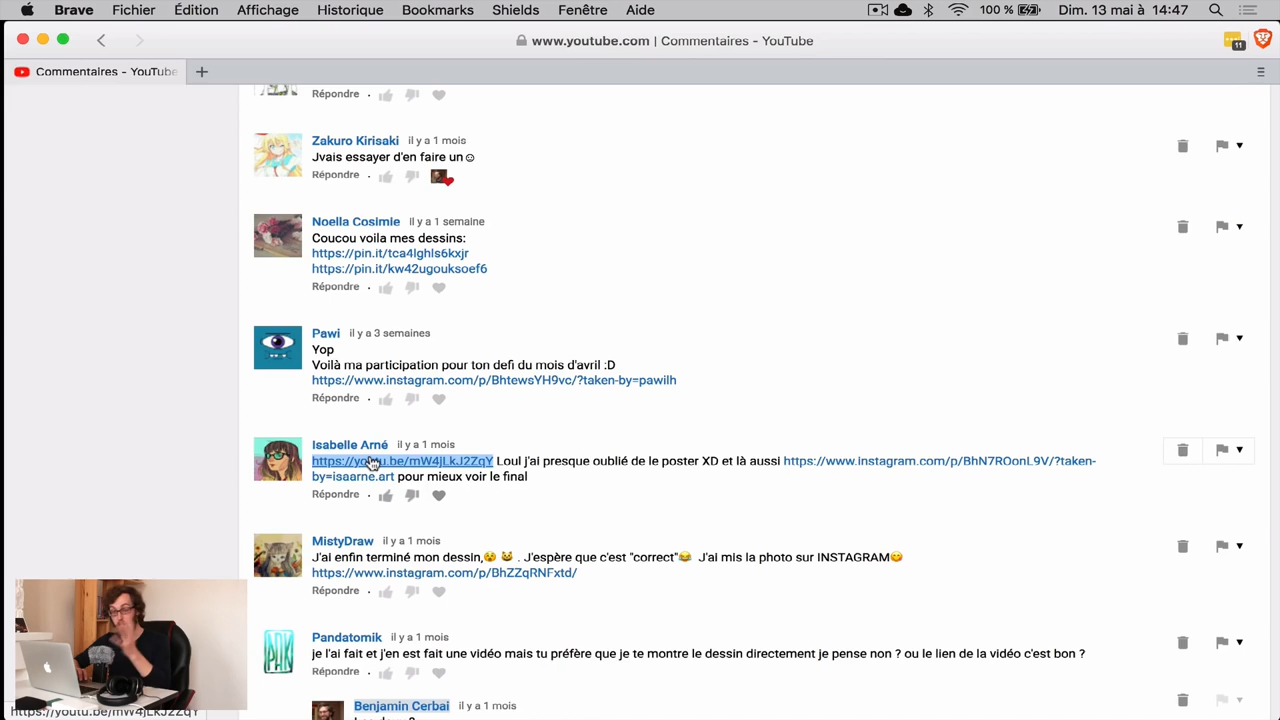 Brave Fichier Édition Affichage Historique Bookmarks Shields Fenêtre Aide 100 % Dim. 13 mai à 14:47
www.youtube.com | Commentaires - YouTube
11
Commentaires - YouTube
Répondre
Zakuro Kirisaki il y a 1 mois
Jvais essayer d'en faire un☺
Répondre
Noella Cosimie il y a 1 semaine
Coucou voila mes dessins:
https://pin.it/tca4lghls6kxjr
https://pin.it/kw42ugouksoef6
Répondre
Pawi il y a 3 semaines
Yop
Voilà ma participation pour ton defi du mois d'avril :D
https://www.instagram.com/p/BhtewsYH9vc/?taken-by=pawilh
Répondre
Isabelle Arné il y a 1 mois
https://youtu.be/mW4jLkJ2ZqY Loul j'ai presque oublié de le poster XD et là aussi https://www.instagram.com/p/BhN7ROonL9V/?taken-
by=isaarne.art pour mieux voir le final
Répondre
MistyDraw il y a 1 mois
J'ai enfin terminé mon dessin,😵 😸 . J'espère que c'est "correct"😂 J'ai mis la photo sur INSTAGRAM😋
https://www.instagram.com/p/BhZZqRNFxtd/
Répondre
Pandatomik il y a 1 mois
je l'ai fait et j'en est fait une vidéo mais tu préfère que je te montre le dessin directement je pense non ? ou le lien de la vidéo c'est bon ?
Répondre
Benjamin Cerbai il y a 1 mois
https://youtu.be/mW4jLkJ2ZqY